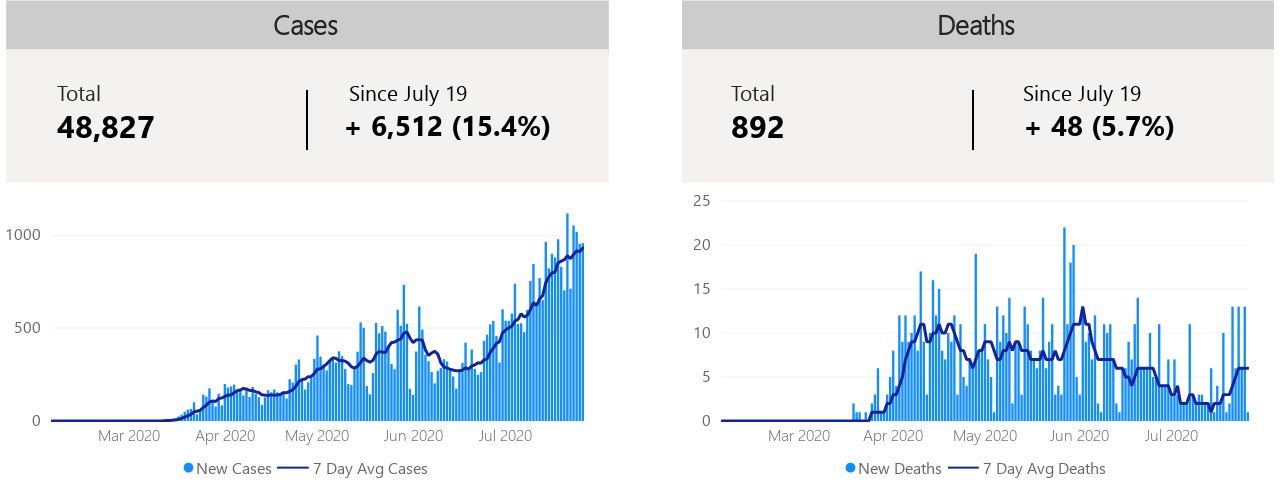 Cases
Total
48,827
Since July 19
+ 6,512 (15.4%)
1000
500
0
Mar 2020 Apr 2020 May 2020 Jun 2020 Jul 2020
New Cases 7 Day Avg Cases
Deaths
Total
892
Since July 19
+ 48 (5.7%)
25
20
15
10
5
0
Mar 2020 Apr 2020 May 2020 Jun 2020 Jul 2020
New Deaths 7 Day Avg Deaths